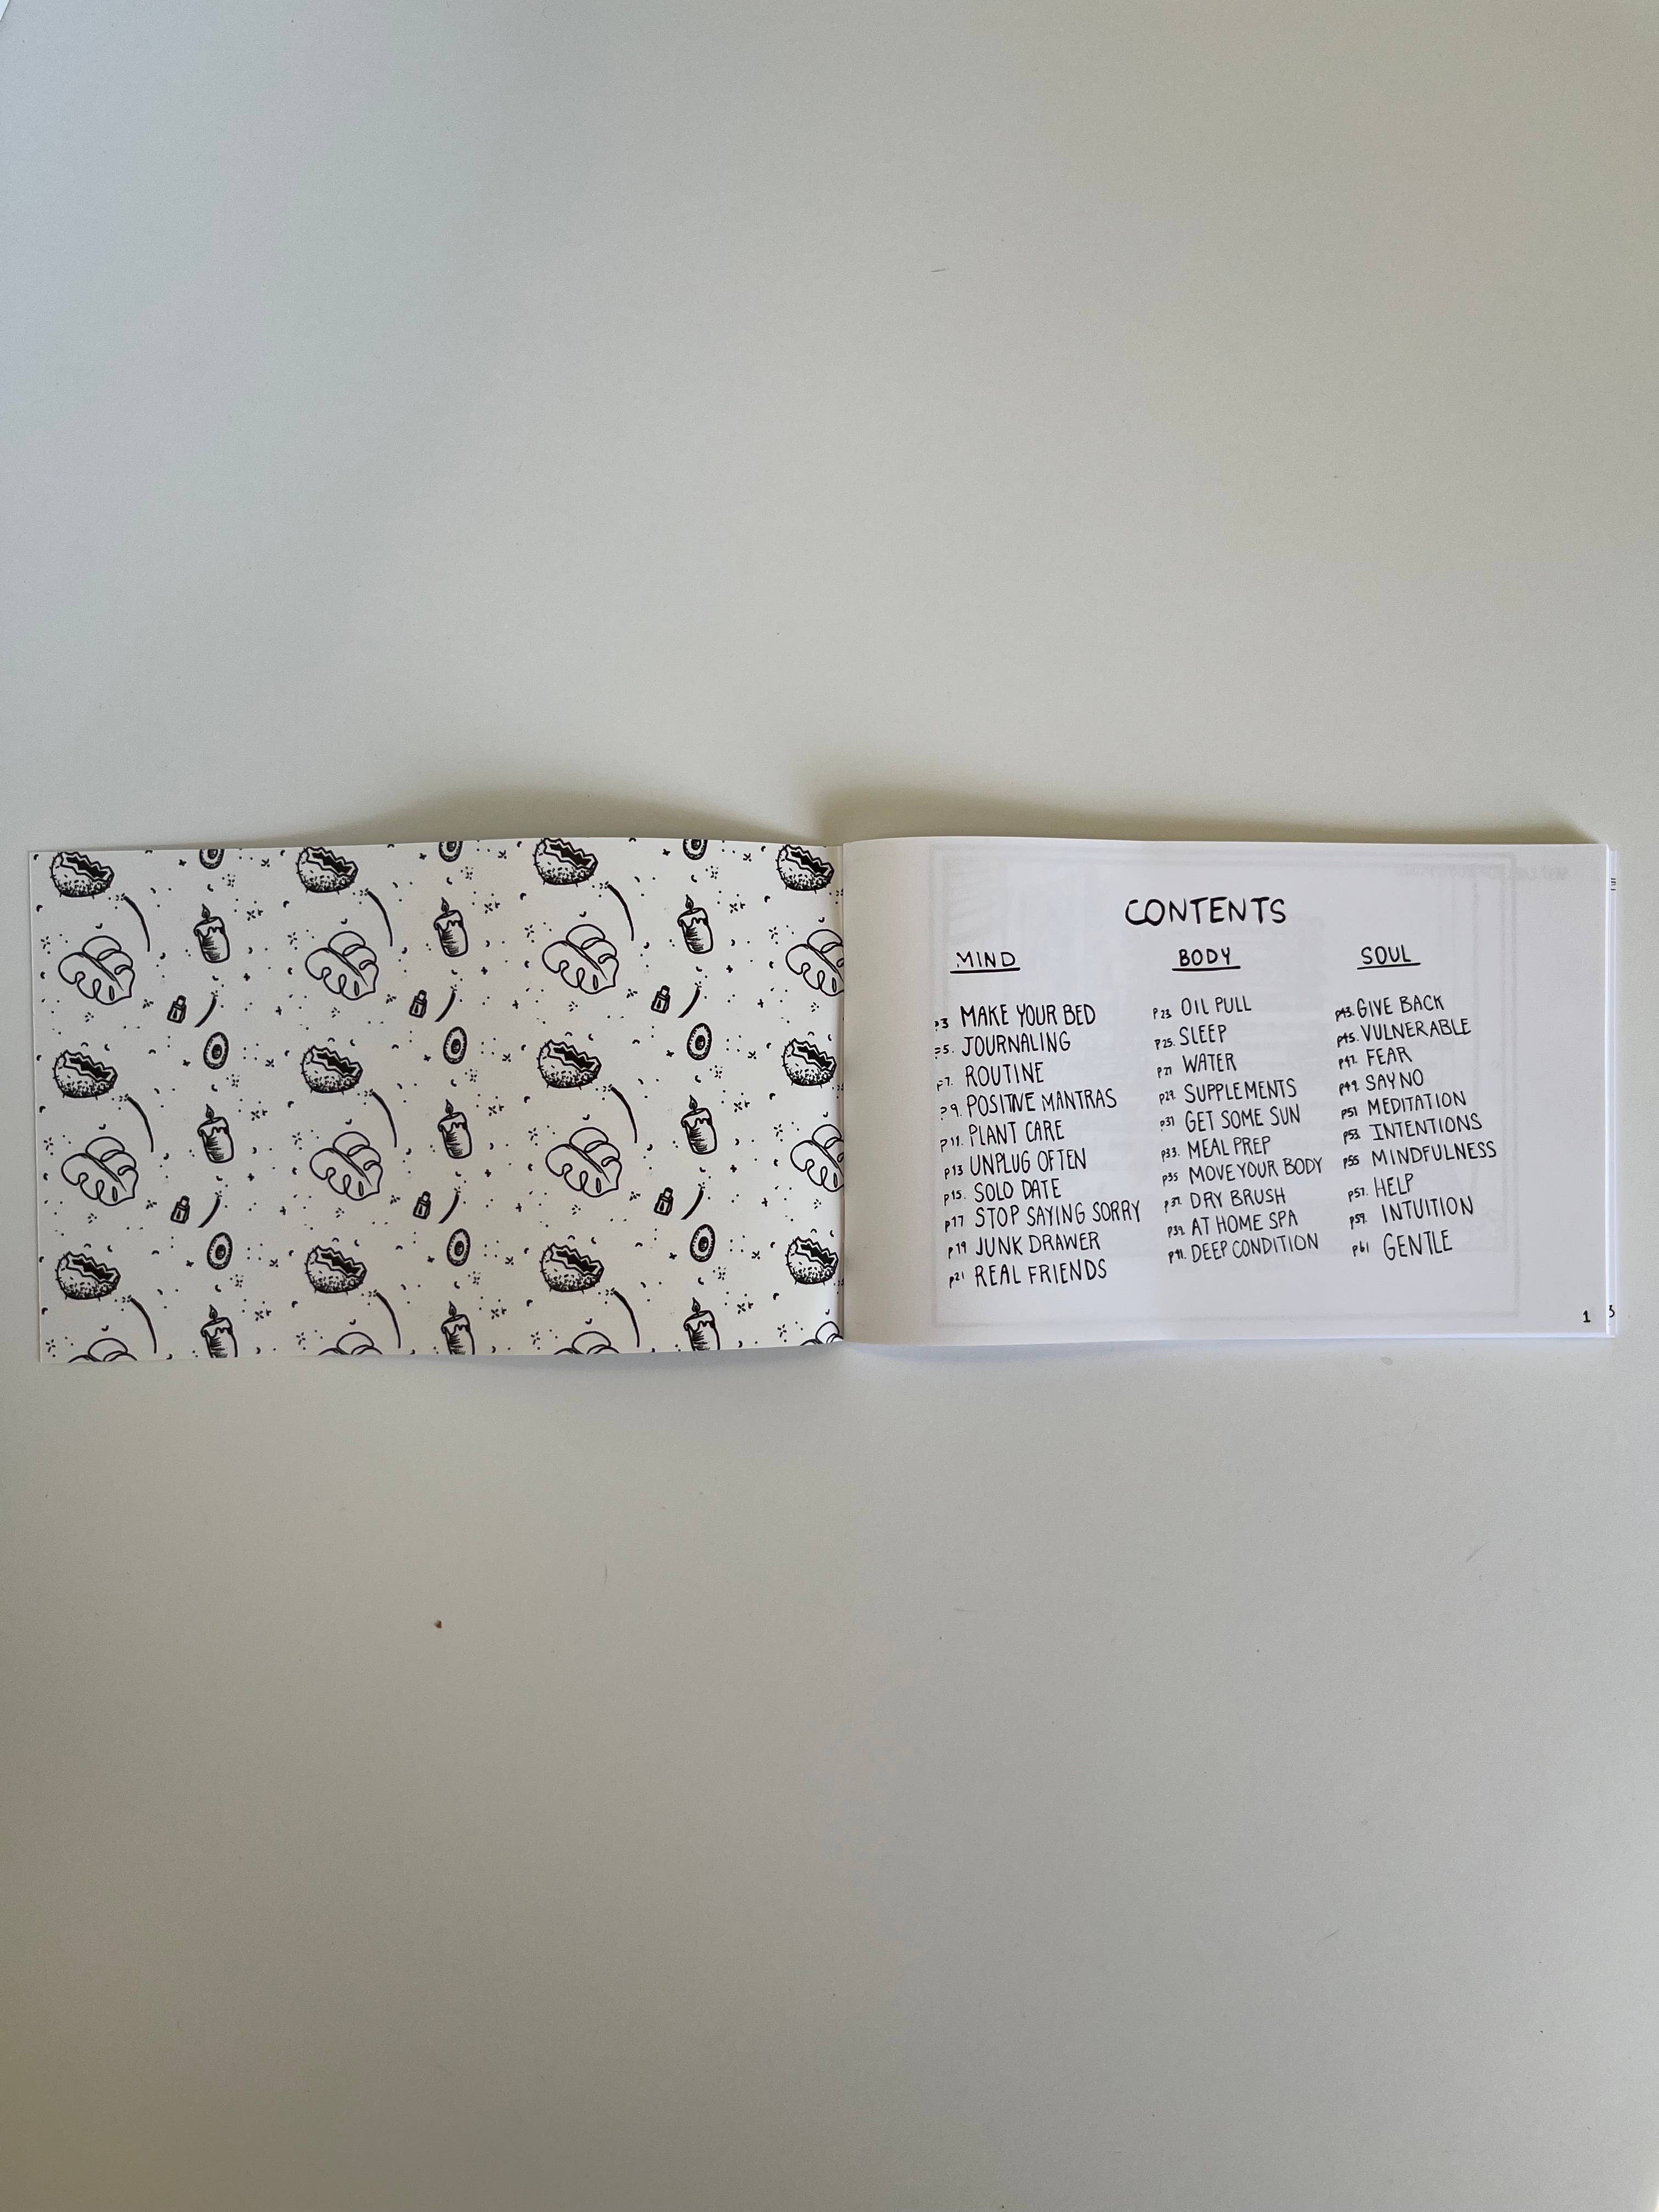 CONTENTS
MIND
p3 MAKE YOUR BED
p5. JOURNALING
p7. ROUTINE
p9. POSITIVE MANTRAS
p11. PLANT CARE
p13 UNPLUG OFTEN
p15. SOLO DATE
p17 STOP SAYING SORRY
p19 JUNK DRAWER
p21 REAL FRIENDS
BODY
p23. OIL PULL
p25. SLEEP
p27 WATER
p29. SUPPLEMENTS
p31 GET SOME SUN
p33. MEAL PREP
p35 MOVE YOUR BODY
p37. DRY BRUSH
p39. AT HOME SPA
p41. DEEP CONDITION
SOUL
p43. GIVE BACK
p45. VULNERABLE
p47. FEAR
p49. SAY NO
p51 MEDITATION
p53. INTENTIONS
p55 MINDFULNESS
p57. HELP
p59. INTUITION
p61 GENTLE
1
3